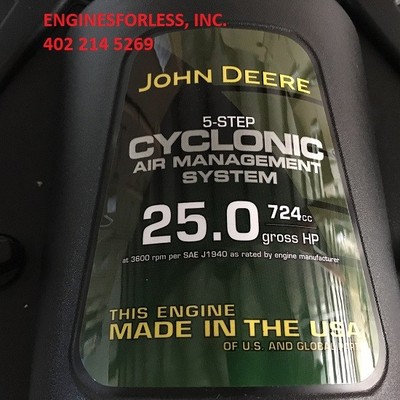 ENGINESFORLESS, INC.
402 214 5269
JOHN DEERE
5-STEP
CYCLONIC
AIR MANAGEMENT
SYSTEM
25.0 724cc
gross HP
at 3600 rpm per SAE J1940 as rated by engine manufacturer
THIS ENGINE
MADE IN THE USA
OF U.S. AND GLOBAL PARTS